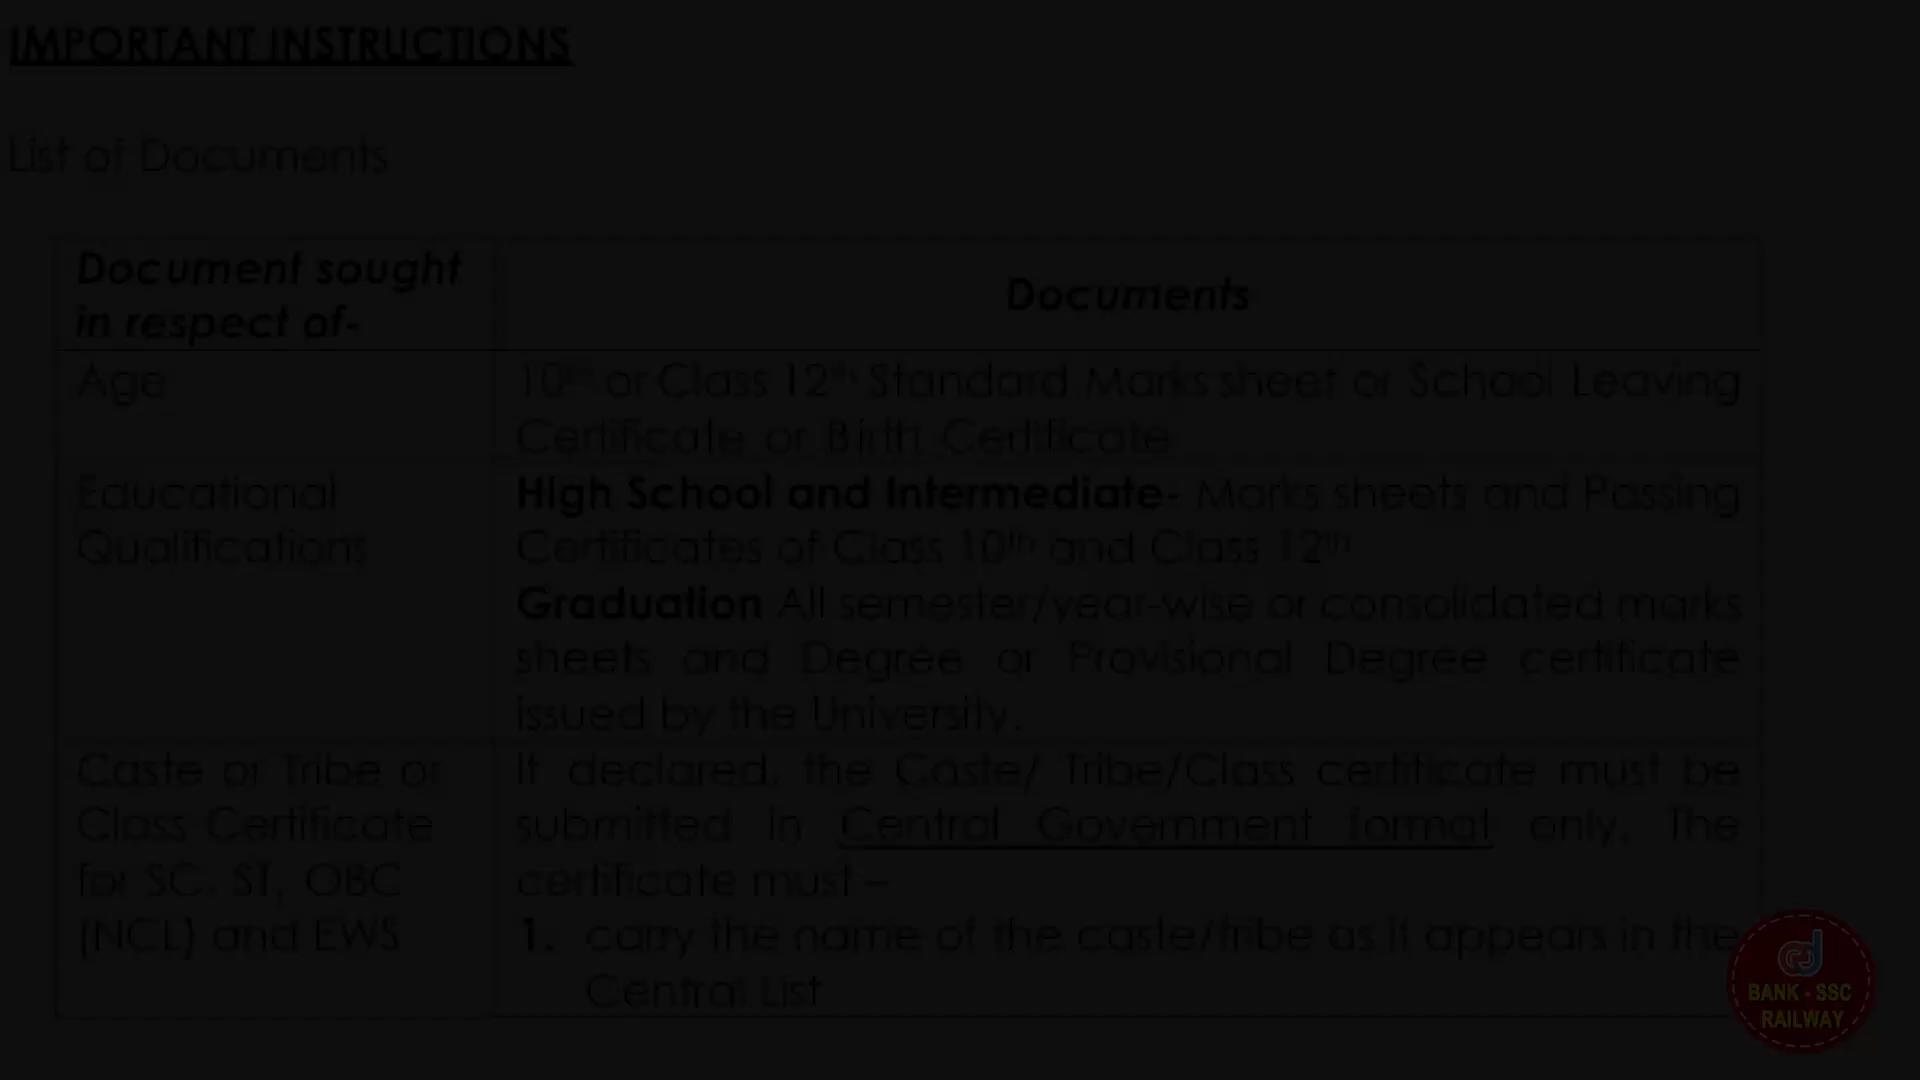 IMPORTANT INSTRUCTIONS
List of Documents
Document sought
in respect of-
Documents
Age
10th or Class 12th Standard Marks sheet or School Leaving
Certificate or Birth Certificate
Educational
Qualifications
High School and Intermediate- Marks sheets and Passing
Certificates of Class 10th and Class 12th
Graduation All semester/year-wise or consolidated marks
sheets and Degree or Provisional Degree certificate
issued by the University.
Caste or Tribe or
Class Certificate
for SC, ST, OBC
(NCL) and EWS
If declared, the Caste/ Tribe/Class certificate must be
submitted in Central Government format only. The
certificate must –
1. carry the name of the caste/tribe as it appears in the
Central List
BANK - SSC
RAILWAY